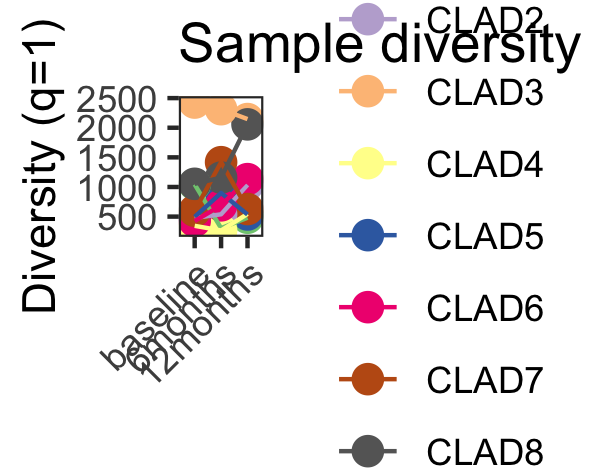 Sample diversity
Diversity (q=1)
2500
2000
1500
1000
500
baseline
6months
12months
CLAD2
CLAD3
CLAD4
CLAD5
CLAD6
CLAD7
CLAD8